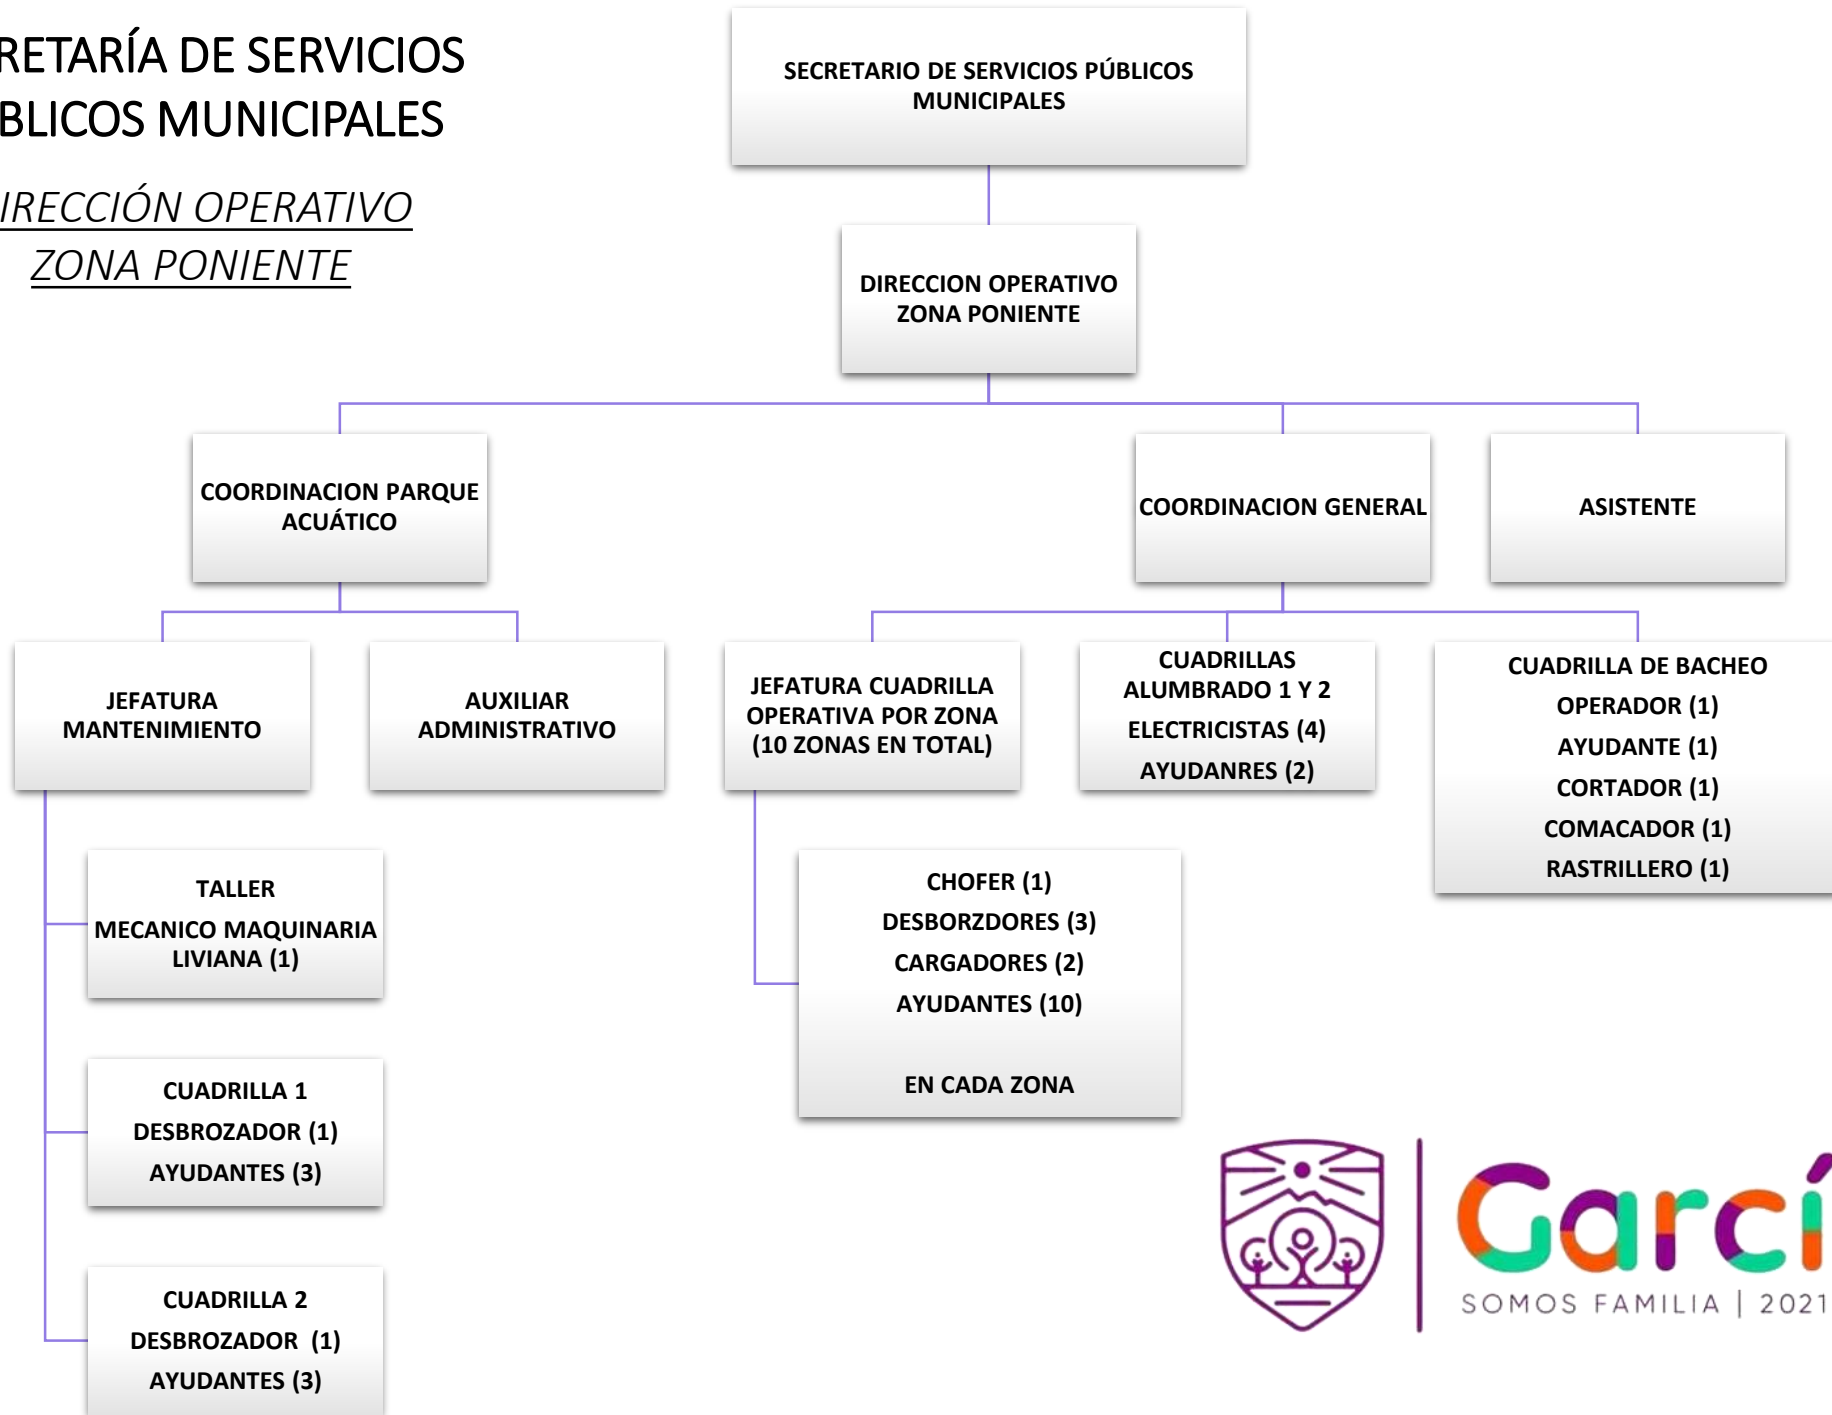 RETARÍA DE SERVICIOS
BLICOS MUNICIPALES
IRECCIÓN OPERATIVO
ZONA PONIENTE
SECRETARIO DE SERVICIOS PÚBLICOS
MUNICIPALES
DIRECCION OPERATIVO
ZONA PONIENTE
COORDINACION PARQUE
ACUÁTICO
COORDINACION GENERAL
ASISTENTE
JEFATURA
MANTENIMIENTO
AUXILIAR
ADMINISTRATIVO
JEFATURA CUADRILLA
OPERATIVA POR ZONA
(10 ZONAS EN TOTAL)
CUADRILLAS
ALUMBRADO 1 Y 2
ELECTRICISTAS (4)
AYUDANRES (2)
CUADRILLA DE BACHEO
OPERADOR (1)
AYUDANTE (1)
CORTADOR (1)
COMACADOR (1)
RASTRILLERO (1)
TALLER
MECANICO MAQUINARIA
LIVIANA (1)
CHOFER (1)
DESBORZDORES (3)
CARGADORES (2)
AYUDANTES (10)
EN CADA ZONA
CUADRILLA 1
DESBROZADOR (1)
AYUDANTES (3)
CUADRILLA 2
DESBROZADOR (1)
AYUDANTES (3)
Garcí
SOMOS FAMILIA | 2021